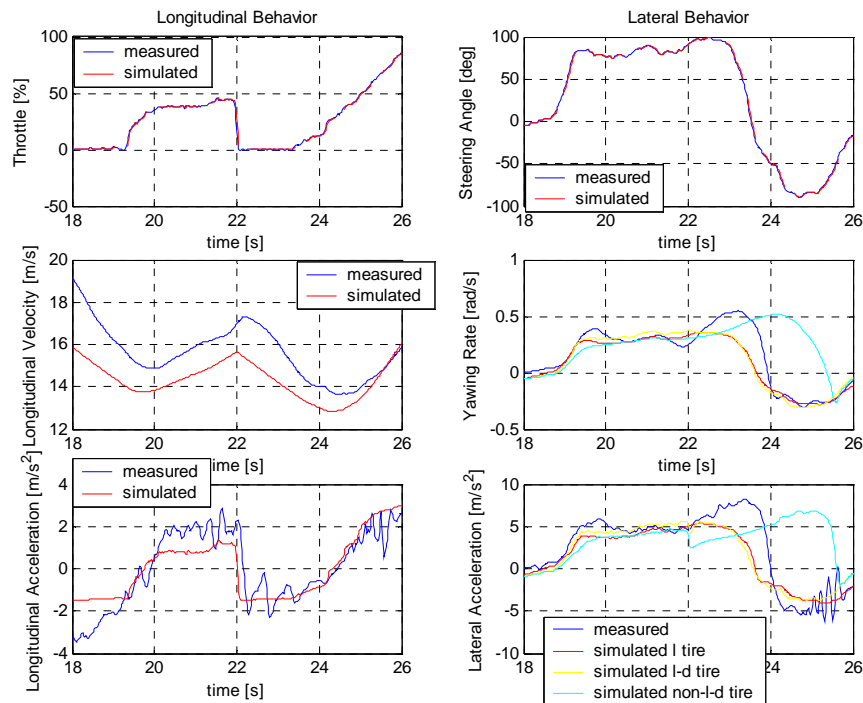 Longitudinal Behavior
100
50
0
-50
Throttle [%]
measured
simulated
18 20 22 24 26
time [s]
Lateral Behavior
100
50
0
-50
-100
Steering Angle [deg]
measured
simulated
18 20 22 24 26
time [s]
20
18
16
14
12
Longitudinal Velocity [m/s]
measured
simulated
18 20 22 24 26
time [s]
1
0.5
0
-0.5
Yawing Rate [rad/s]
18 20 22 24 26
time [s]
4
2
0
-2
-4
Longitudinal Acceleration [m/s²]
measured
simulated
18 20 22 24 26
time [s]
10
5
0
-5
-10
Lateral Acceleration [m/s²]
measured
simulated l tire
simulated l-d tire
simulated non-l-d tire
18 20 22 24 26